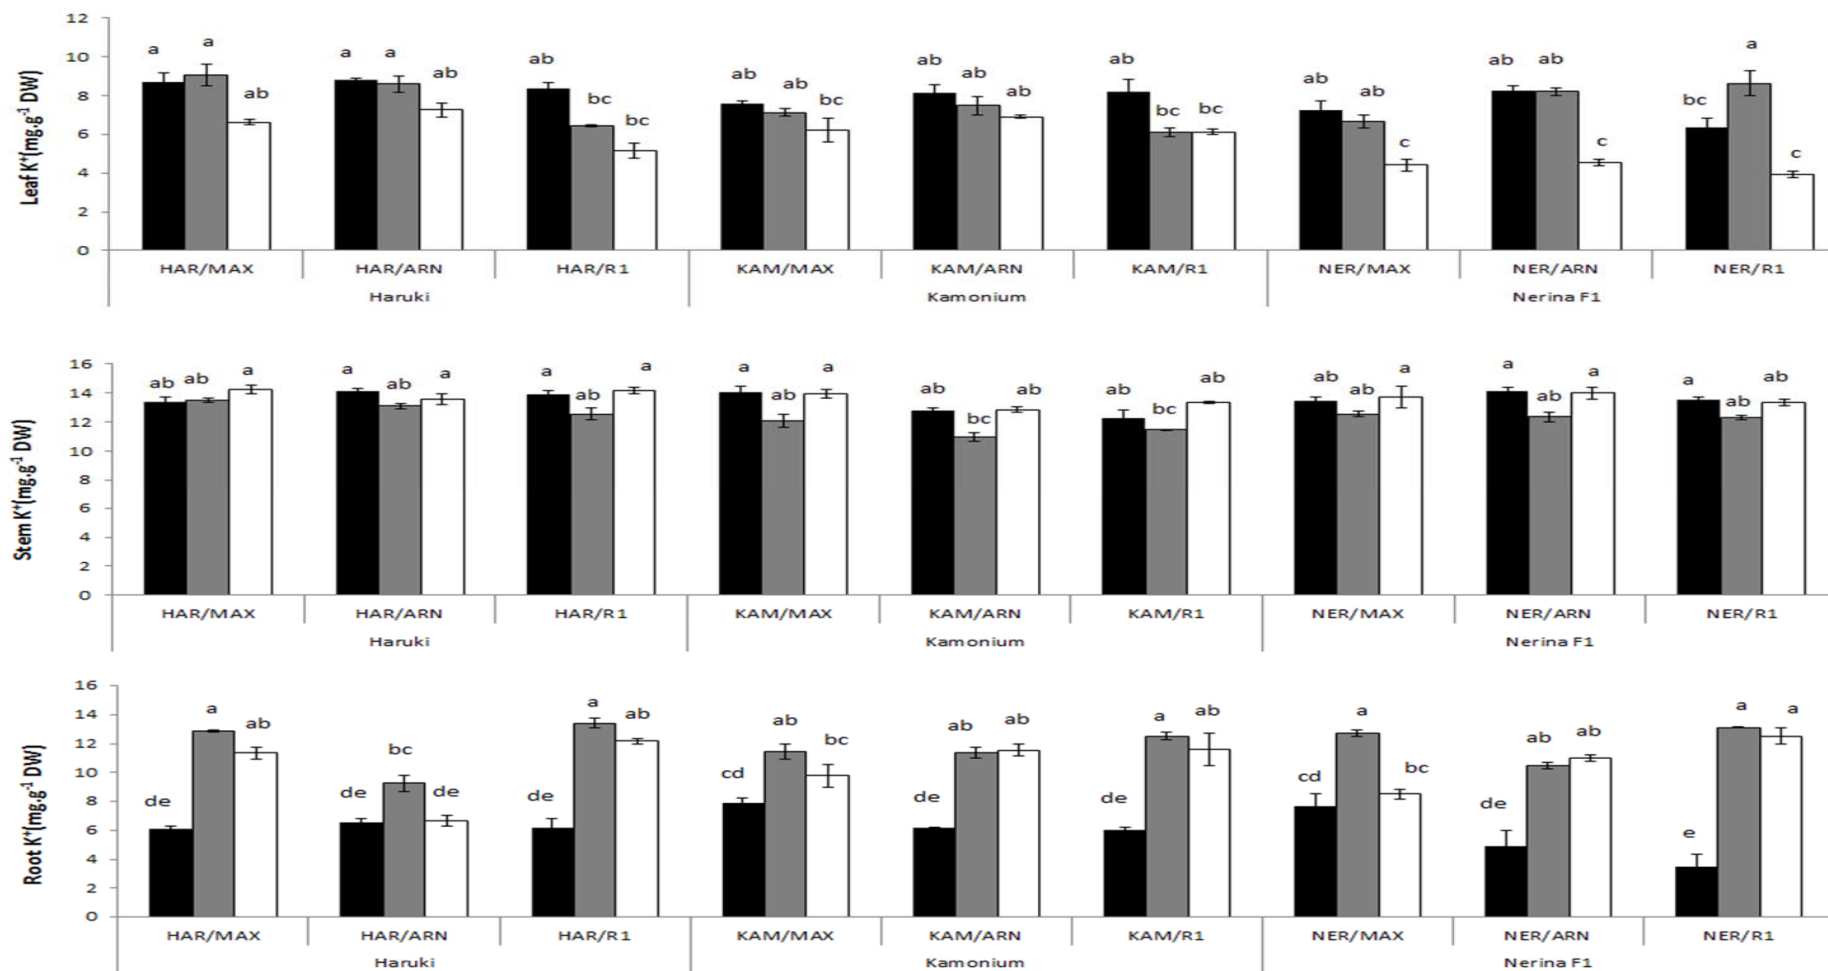 Leaf K⁺(mg.g⁻¹ DW)
12
10
8
6
4
2
0
a a ab a a ab ab bc bc ab ab bc ab ab ab ab bc bc ab ab c ab ab c bc a c
HAR/MAX HAR/ARN HAR/R1 KAM/MAX KAM/ARN KAM/R1 NER/MAX NER/ARN NER/R1
Haruki Kamonium Nerina F1
Stem K⁺(mg.g⁻¹ DW)
16
14
12
10
8
6
4
2
0
ab ab a a ab a a ab a a ab a ab bc ab ab bc ab ab ab a a ab a a ab ab
HAR/MAX HAR/ARN HAR/R1 KAM/MAX KAM/ARN KAM/R1 NER/MAX NER/ARN NER/R1
Haruki Kamonium Nerina F1
Root K⁺(mg.g⁻¹ DW)
16
14
12
10
8
6
4
2
0
de a ab de bc de de a ab cd ab bc de ab ab de a ab cd a bc de ab ab e a a
HAR/MAX HAR/ARN HAR/R1 KAM/MAX KAM/ARN KAM/R1 NER/MAX NER/ARN NER/R1
Haruki Kamonium Nerina F1